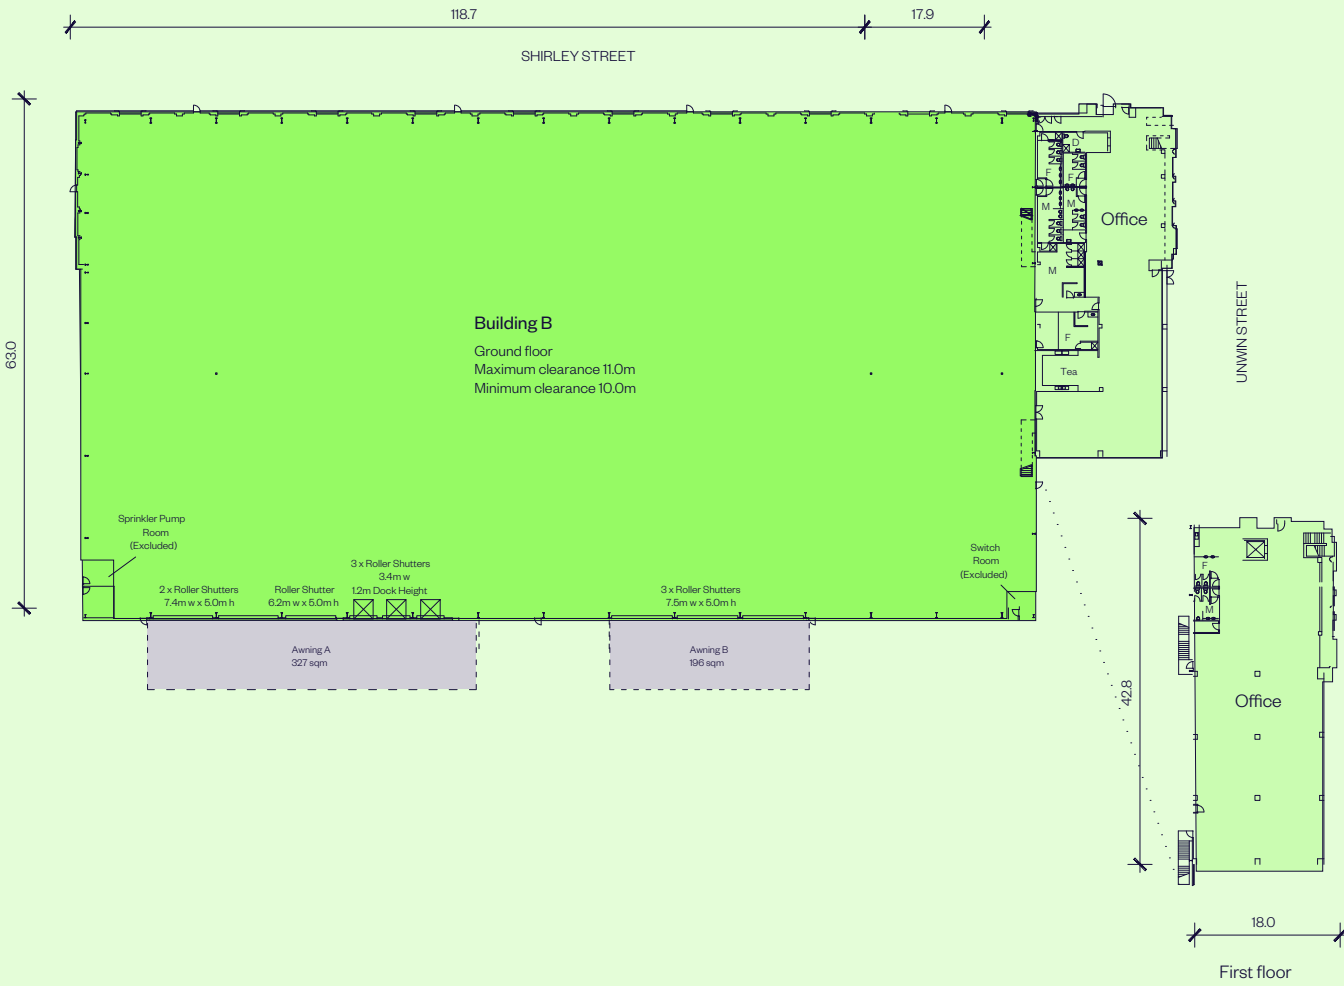 118.7
17.9
SHIRLEY STREET
63.0
D
F
F
M
M
Office
M
F
Tea
UNWIN STREET
Building B
Ground floor
Maximum clearance 11.0m
Minimum clearance 10.0m
Sprinkler Pump
Room
(Excluded)
2 x Roller Shutters
7.4m w x 5.0m h
Roller Shutter
6.2m w x 5.0m h
3 x Roller Shutters
3.4m w
1.2m Dock Height
3 x Roller Shutters
7.5m w x 5.0m h
Switch
Room
(Excluded)
Awning A
327 sqm
Awning B
196 sqm
42.8
F
M
Office
18.0
First floor